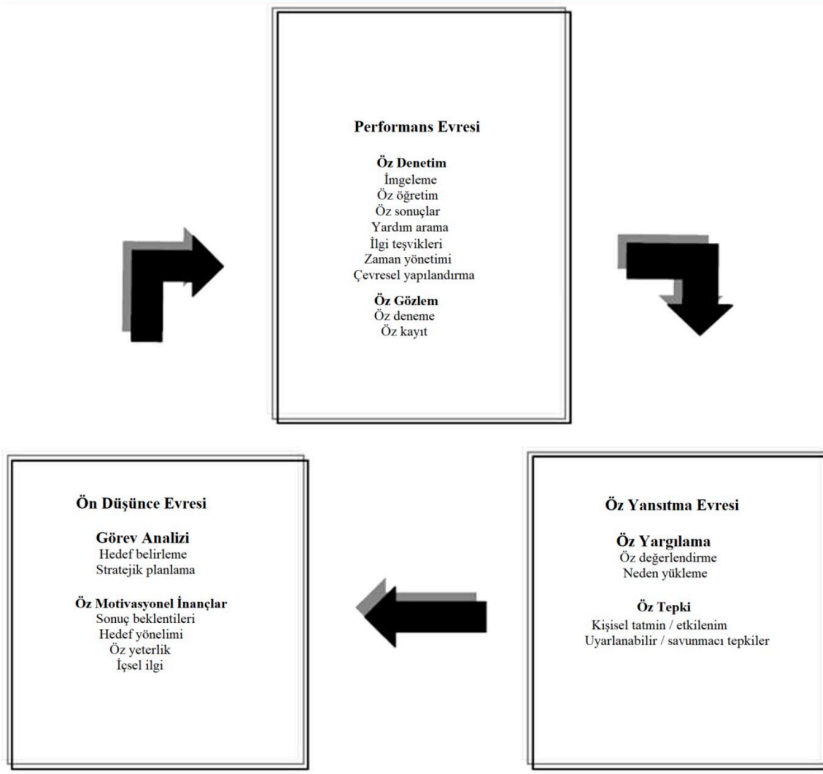 Performans Evresi
Öz Denetim
İmgeleme
Öz öğretim
Öz sonuçlar
Yardım arama
İlgi teşvikleri
Zaman yönetimi
Çevresel yapılandırma
Öz Gözlem
Öz deneme
Öz kayıt
Ön Düşünce Evresi
Görev Analizi
Hedef belirleme
Stratejik planlama
Öz Motivasyonel İnançlar
Sonuç beklentileri
Hedef yönelimi
Öz yeterlik
İçsel ilgi
Öz Yansıtma Evresi
Öz Yargılama
Öz değerlendirme
Neden yükleme
Öz Tepki
Kişisel tatmin / etkilenim
Uyarlanabilir / savunmacı tepkiler